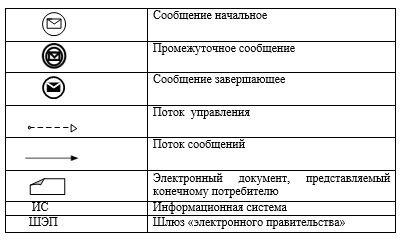 Сообщение начальное
Промежуточное сообщение
Сообщение завершающее
Поток управления
Поток сообщений
Электронный документ, представляемый
конечному потребителю
ИС Информационная система
ШЭП Шлюз «электронного правительства»